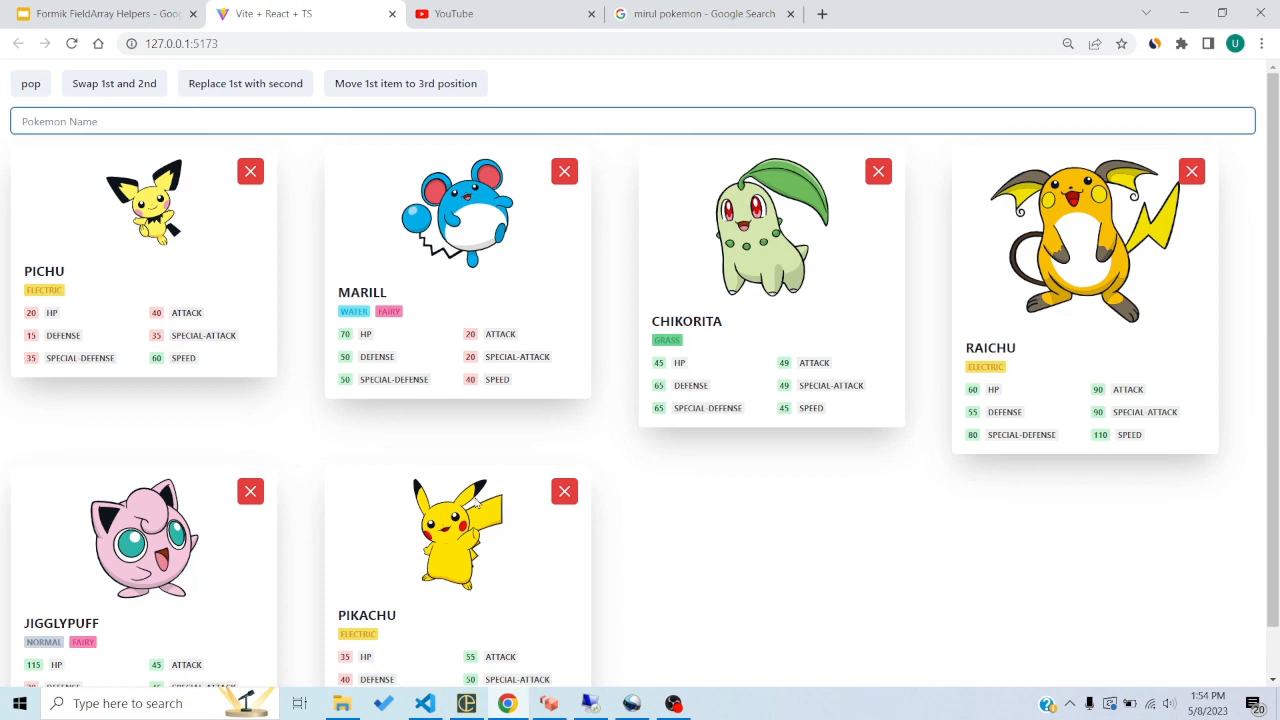 Formik FieldArray Helpers - Goog
Vite + React + TS
YouTube
mirul pokemon - Google Search
127.0.0.1:5173
U
pop
Swap 1st and 2nd
Replace 1st with second
Move 1st item to 3rd position
Pokemon Name
PICHU
ELECTRIC
20 HP 40 ATTACK
15 DEFENSE 35 SPECIAL-ATTACK
35 SPECIAL-DEFENSE 60 SPEED
MARILL
WATER FAIRY
70 HP 20 ATTACK
50 DEFENSE 20 SPECIAL-ATTACK
50 SPECIAL-DEFENSE 40 SPEED
CHIKORITA
GRASS
45 HP 49 ATTACK
65 DEFENSE 49 SPECIAL-ATTACK
65 SPECIAL-DEFENSE 45 SPEED
RAICHU
ELECTRIC
60 HP 90 ATTACK
55 DEFENSE 90 SPECIAL-ATTACK
80 SPECIAL-DEFENSE 110 SPEED
JIGGLYPUFF
NORMAL FAIRY
115 HP 45 ATTACK
DEFENSE SPECIAL-ATTACK
PIKACHU
ELECTRIC
35 HP 55 ATTACK
40 DEFENSE 50 SPECIAL-ATTACK
Type here to search
1:54 PM
5/8/2023
20